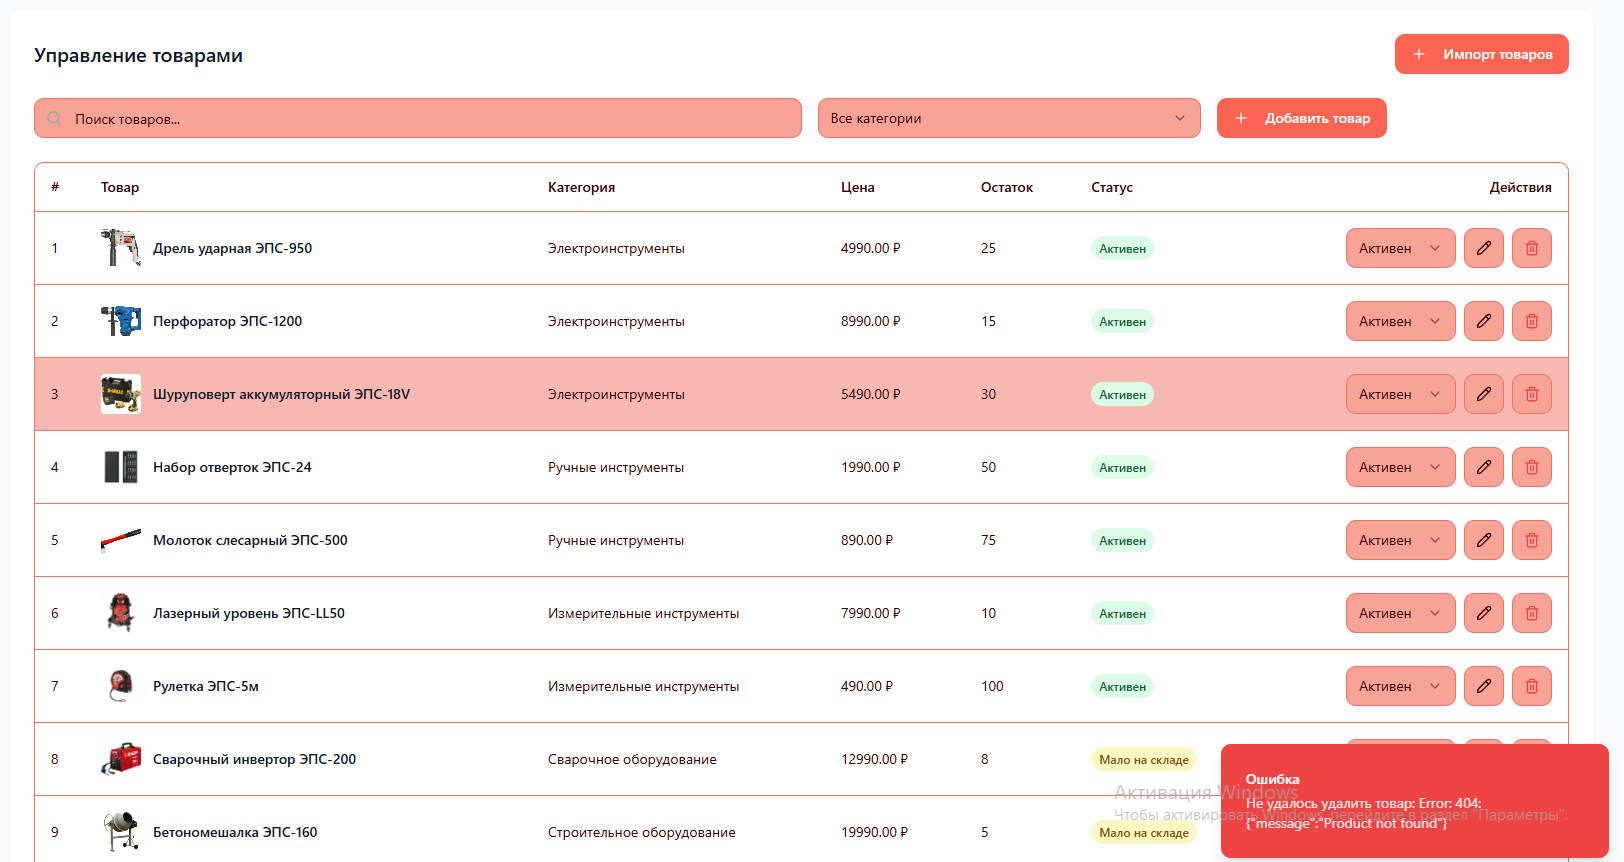 Управление товарами
Импорт товаров
Поиск товаров...
Все категории
Добавить товар
# Товар Категория Цена Остаток Статус Действия
1 Дрель ударная ЭПС-950 Электроинструменты 4990.00 ₽ 25 Активен Активен
2 Перфоратор ЭПС-1200 Электроинструменты 8990.00 ₽ 15 Активен Активен
3 Шуруповерт аккумуляторный ЭПС-18V Электроинструменты 5490.00 ₽ 30 Активен Активен
4 Набор отверток ЭПС-24 Ручные инструменты 1990.00 ₽ 50 Активен Активен
5 Молоток слесарный ЭПС-500 Ручные инструменты 890.00 ₽ 75 Активен Активен
6 Лазерный уровень ЭПС-LL50 Измерительные инструменты 7990.00 ₽ 10 Активен Активен
7 Рулетка ЭПС-5м Измерительные инструменты 490.00 ₽ 100 Активен Активен
8 Сварочный инвертор ЭПС-200 Сварочное оборудование 12990.00 ₽ 8 Мало на складе
9 Бетономешалка ЭПС-160 Строительное оборудование 19990.00 ₽ 5 Мало на складе
Ошибка
Не удалось удалить товар: Error: 404:
{"message":"Product not found"}
Активация Windows
Чтобы активировать Windows, перейдите в раздел "Параметры".